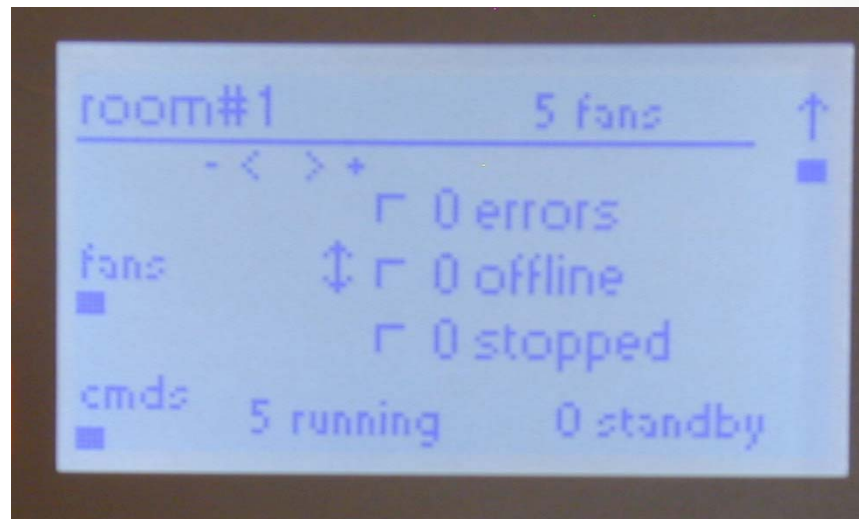 room#1 5 fans ↑
- < > +
0 errors
fans ↕ 0 offline
0 stopped
cmds 5 running 0 standby